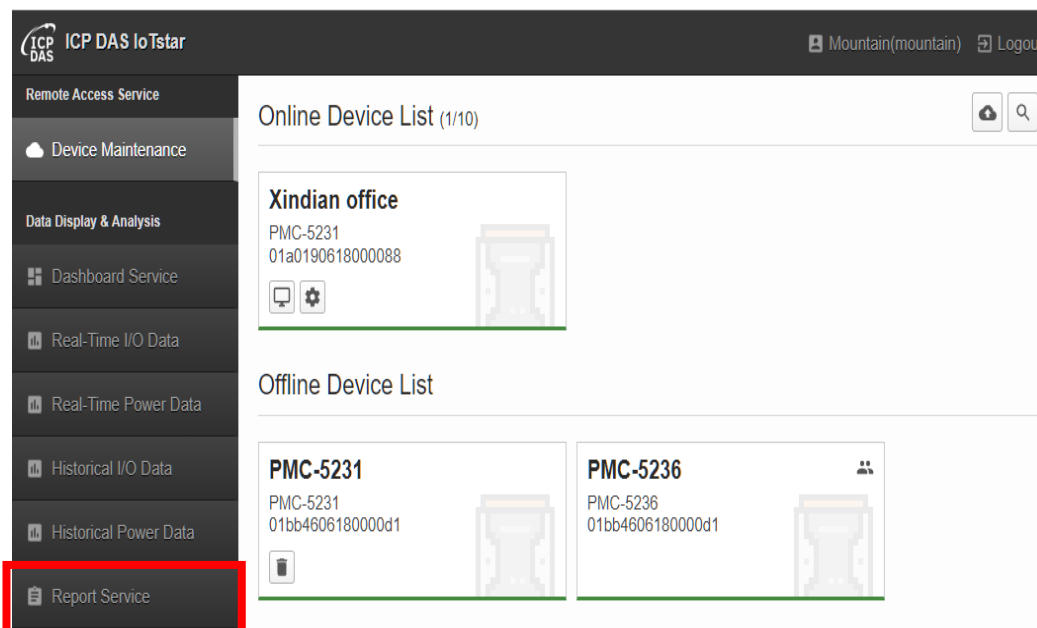 ICP DAS
ICP DAS IoTstar
Mountain(mountain)
Logou
Remote Access Service
Device Maintenance
Data Display & Analysis
Dashboard Service
Real-Time I/O Data
Real-Time Power Data
Historical I/O Data
Historical Power Data
Report Service
Online Device List (1/10)
Xindian office
PMC-5231
01a0190618000088
Offline Device List
PMC-5231
PMC-5231
01bb4606180000d1
PMC-5236
PMC-5236
01bb4606180000d1